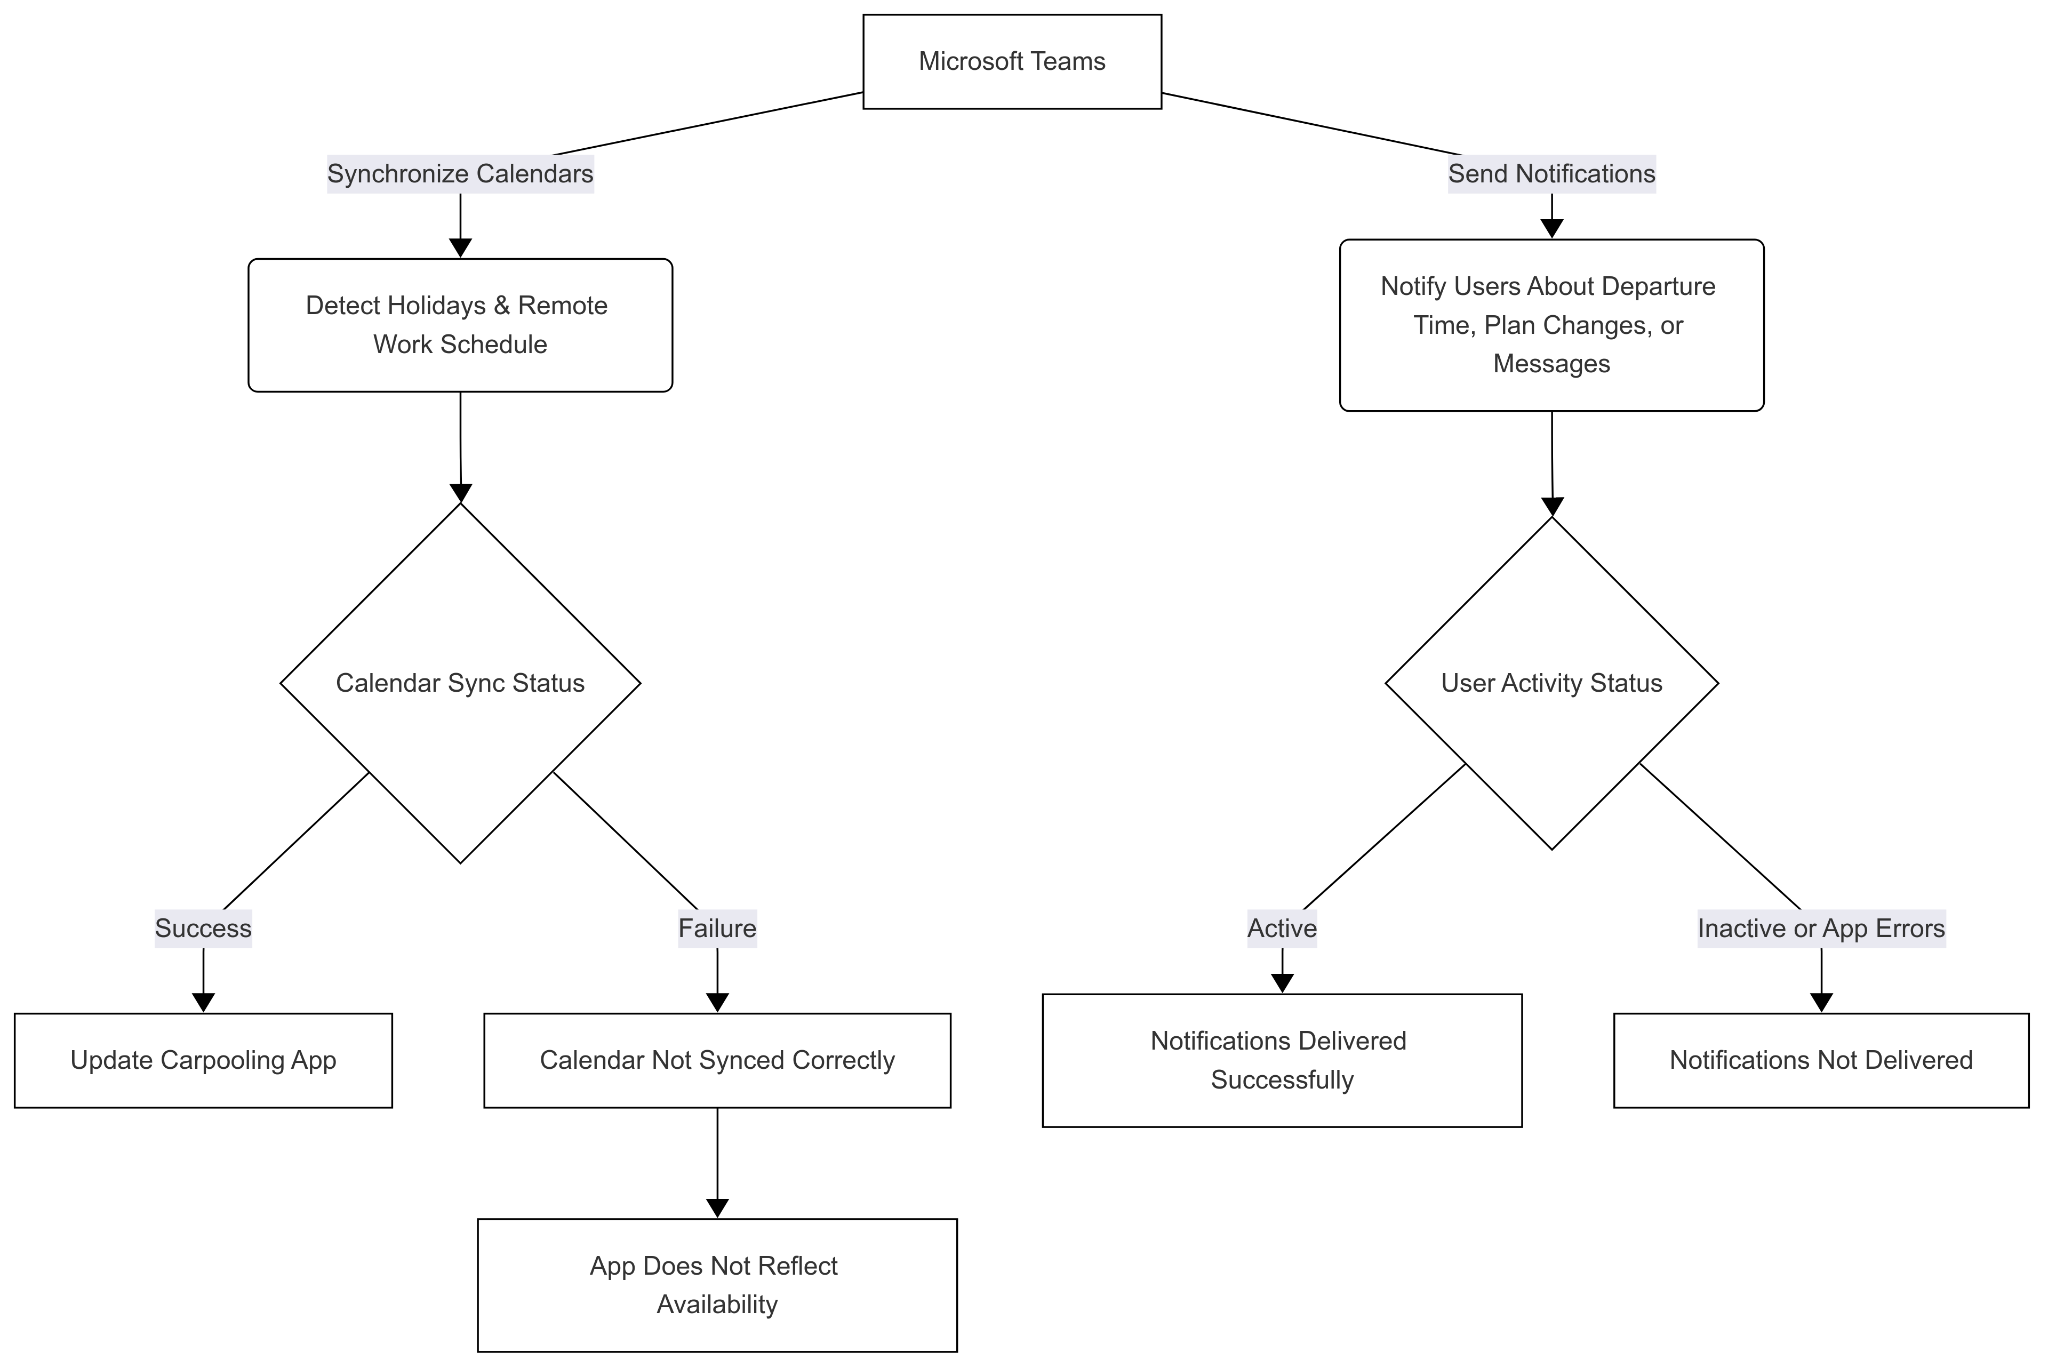 Microsoft Teams
Synchronize Calendars
Send Notifications
Detect Holidays & Remote
Work Schedule
Notify Users About Departure
Time, Plan Changes, or
Messages
Calendar Sync Status
User Activity Status
Success
Failure
Active
Inactive or App Errors
Update Carpooling App
Calendar Not Synced Correctly
Notifications Delivered
Successfully
Notifications Not Delivered
App Does Not Reflect
Availability